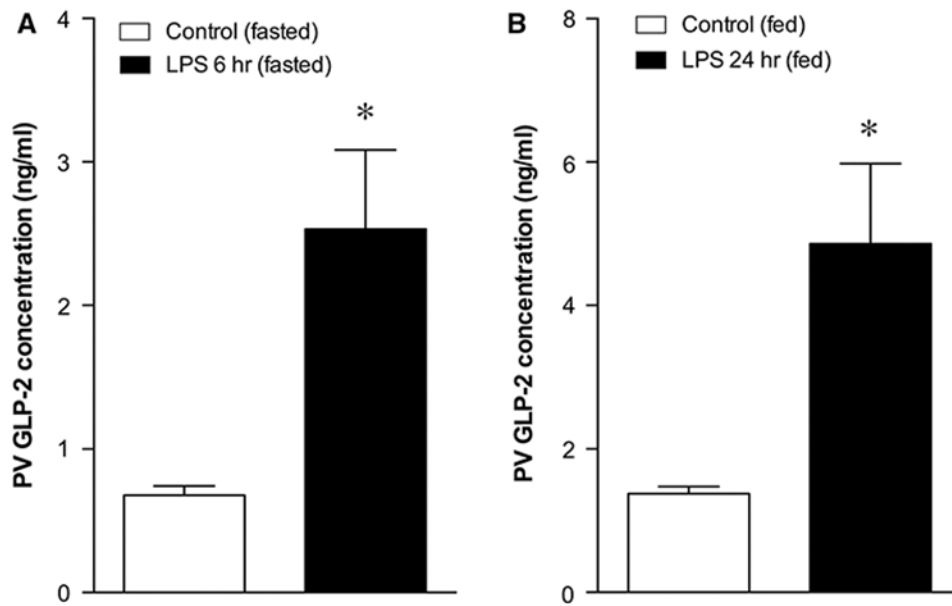 A
Control (fasted)
LPS 6 hr (fasted)
PV GLP-2 concentration (ng/ml)
4
3
2
1
0
*
B
Control (fed)
LPS 24 hr (fed)
PV GLP-2 concentration (ng/ml)
8
6
4
2
0
*